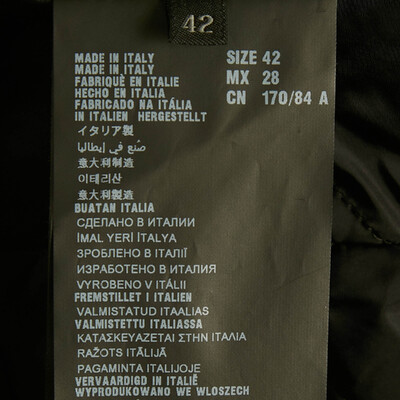 42
MADE IN ITALY
MADE IN ITALY
FABRIQUÈ EN ITALIE
HECHO EN ITALIA
FABRICADO NA ITÁLIA
IN ITALIEN HERGESTELLT
イタリア製
صنع في إيطاليا
意大利制造
이태리산
意大利製造
BUATAN ITALIA
СДЕЛАНО В ИТАЛИИ
İMAL YERİ İTALYA
ЗРОБЛЕНО В ІТАЛІЇ
ИЗРАБОТЕНО В ИТАЛИЯ
VYROBENO V ITÁLII
FREMSTILLET I ITALIEN
VALMISTATUD ITAALIAS
VALMISTETTU ITALIASSA
ΚΑΤΑΣΚΕΥΑΖΕΤΑΙ ΣΤΗΝ ΙΤΑΛΙΑ
RAŽOTS ITĀLIJĀ
PAGAMINTA ITALIJOJE
VERVAARDIGD IN ITALIË
WYPRODUKOWANO WE WLOSZECH
SIZE 42
MX 28
CN 170/84 A